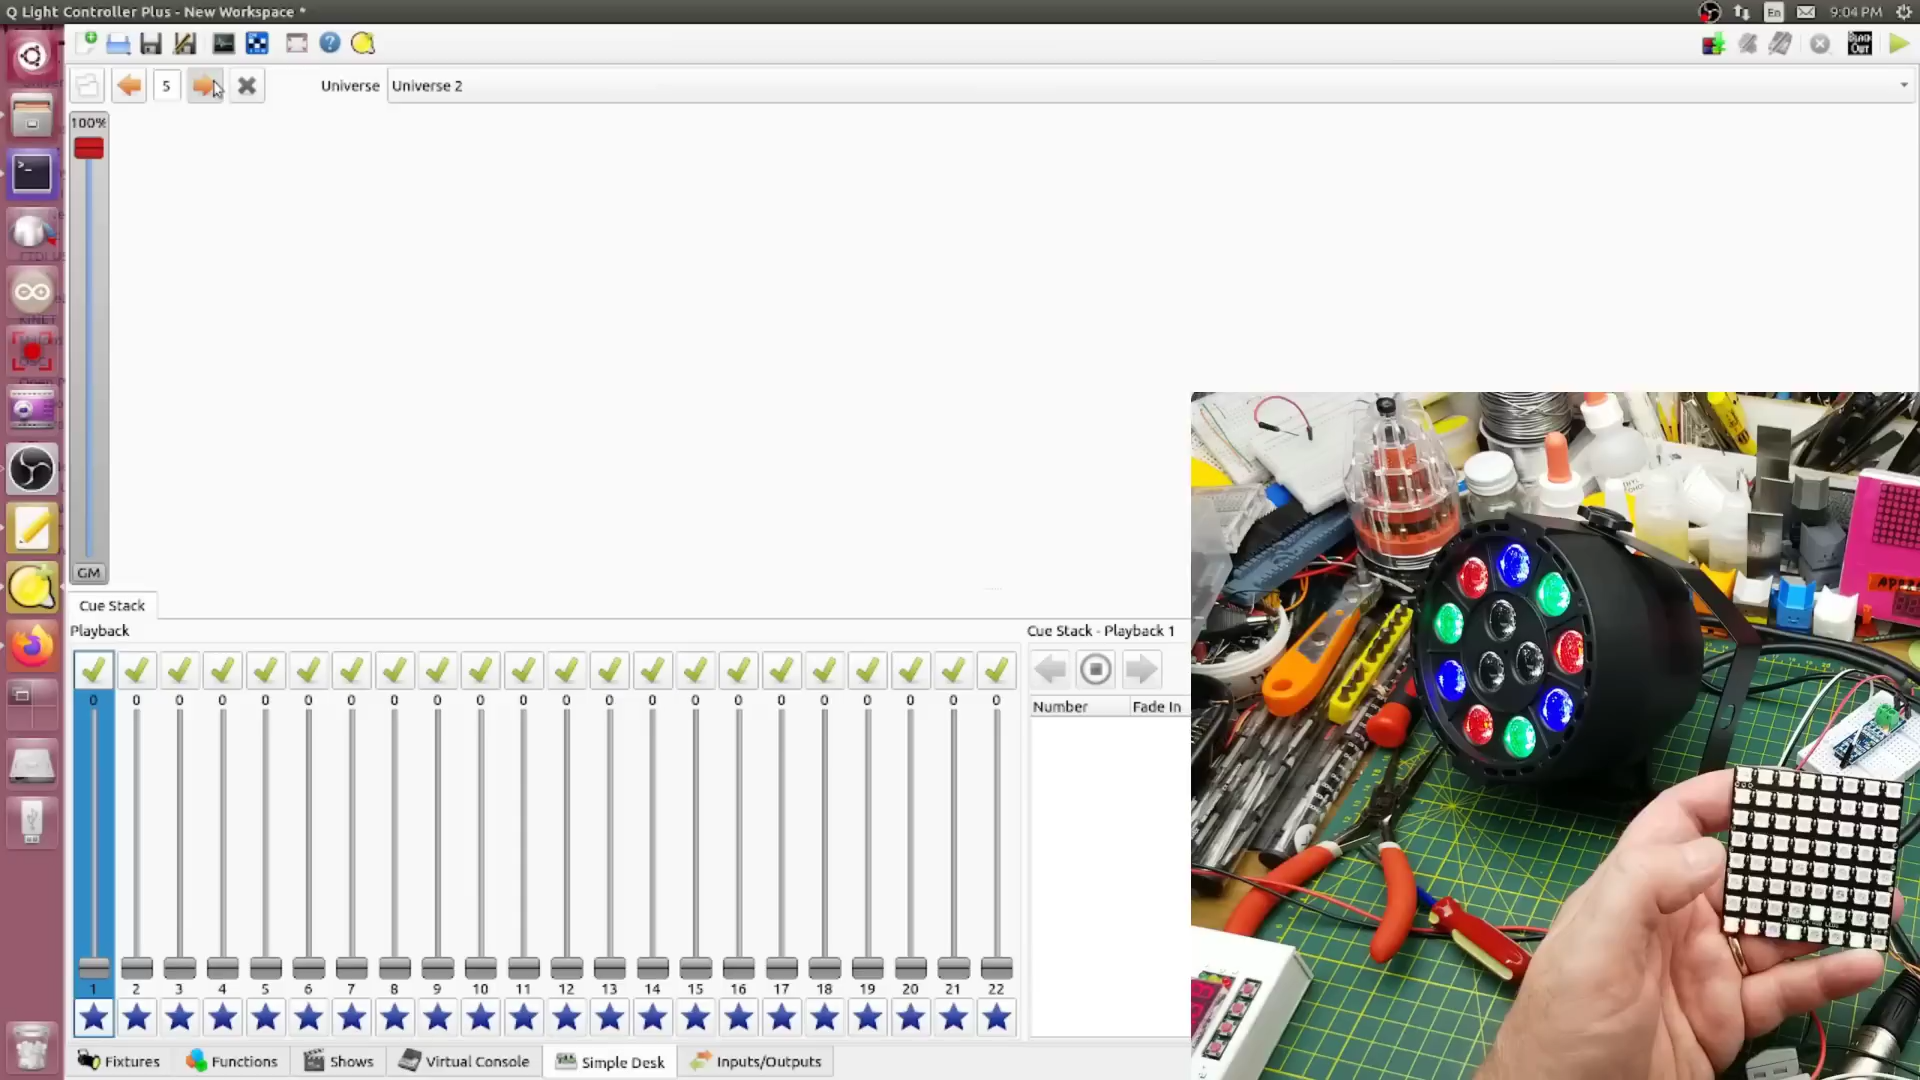 Q Light Controller Plus - New Workspace *
En
9:04 PM
BLACK OUT
5
Universe
Universe 2
100%
GM
Cue Stack
Playback
Cue Stack - Playback 1
0 0 0 0 0 0 0 0 0 0 0 0 0 0 0 0 0 0 0 0 0 0
Number
Fade In
1 2 3 4 5 6 7 8 9 10 11 12 13 14 15 16 17 18 19 20 21 22
Fixtures
Functions
Shows
Virtual Console
Simple Desk
Inputs/Outputs